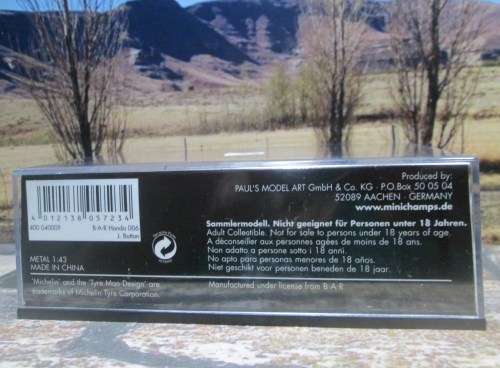 Produced by:
PAUL'S MODEL ART GmbH & Co. KG · P.O.Box 50 05 04
52089 AACHEN · GERMANY
www.minichamps.de
4 012138 057234
400 040009 B·A·R Honda 006
J. Button
Sammlermodell. Nicht geeignet für Personen unter 18 Jahren.
Adult Collectible. Not for sale to persons under 18 years of age.
A déconseiller aux personnes agées de moins de 18 ans.
Non adatto a persone sotto i 18 anni.
No apto para personas menores de 18 años.
Niet geschikt voor personen beneden de 18 jaar.
METAL 1:43
MADE IN CHINA
'Michelin' and the 'Tyre Man Design' are
trademarks of Michelin Tyre Corporation.
Manufactured under license from B·A·R